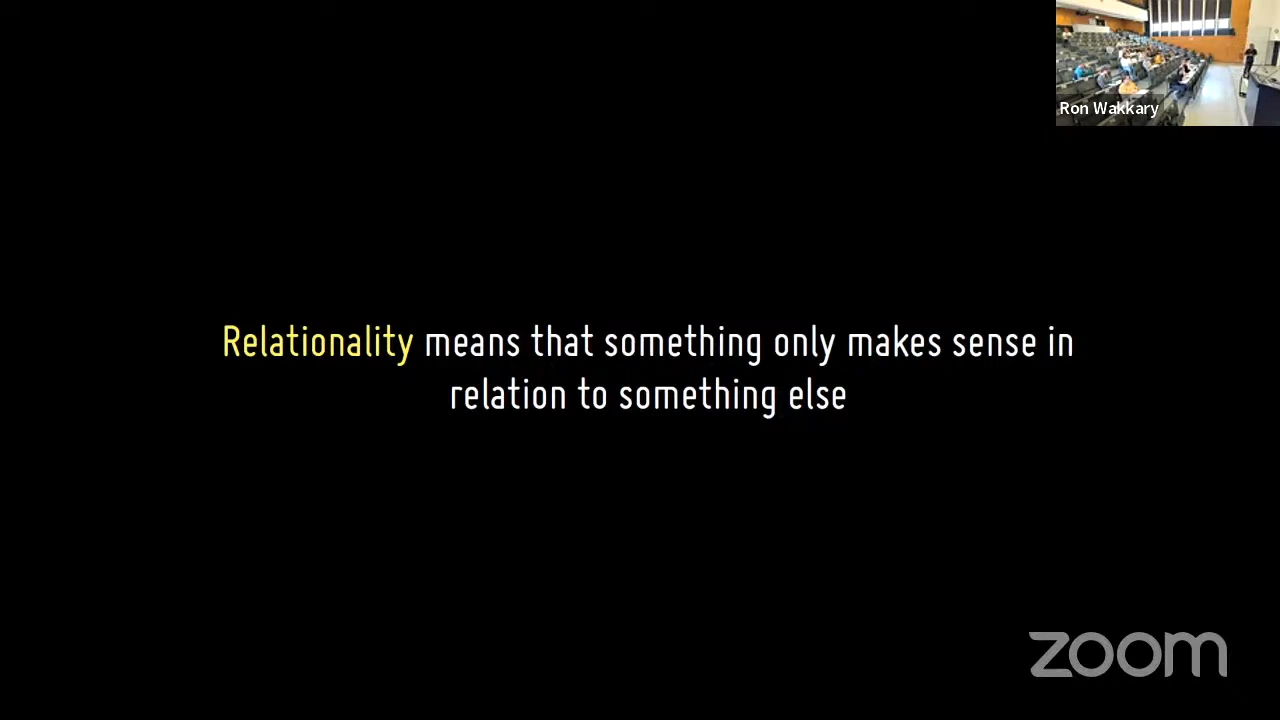 Ron Wakkary
Relationality means that something only makes sense in
relation to something else
zoom